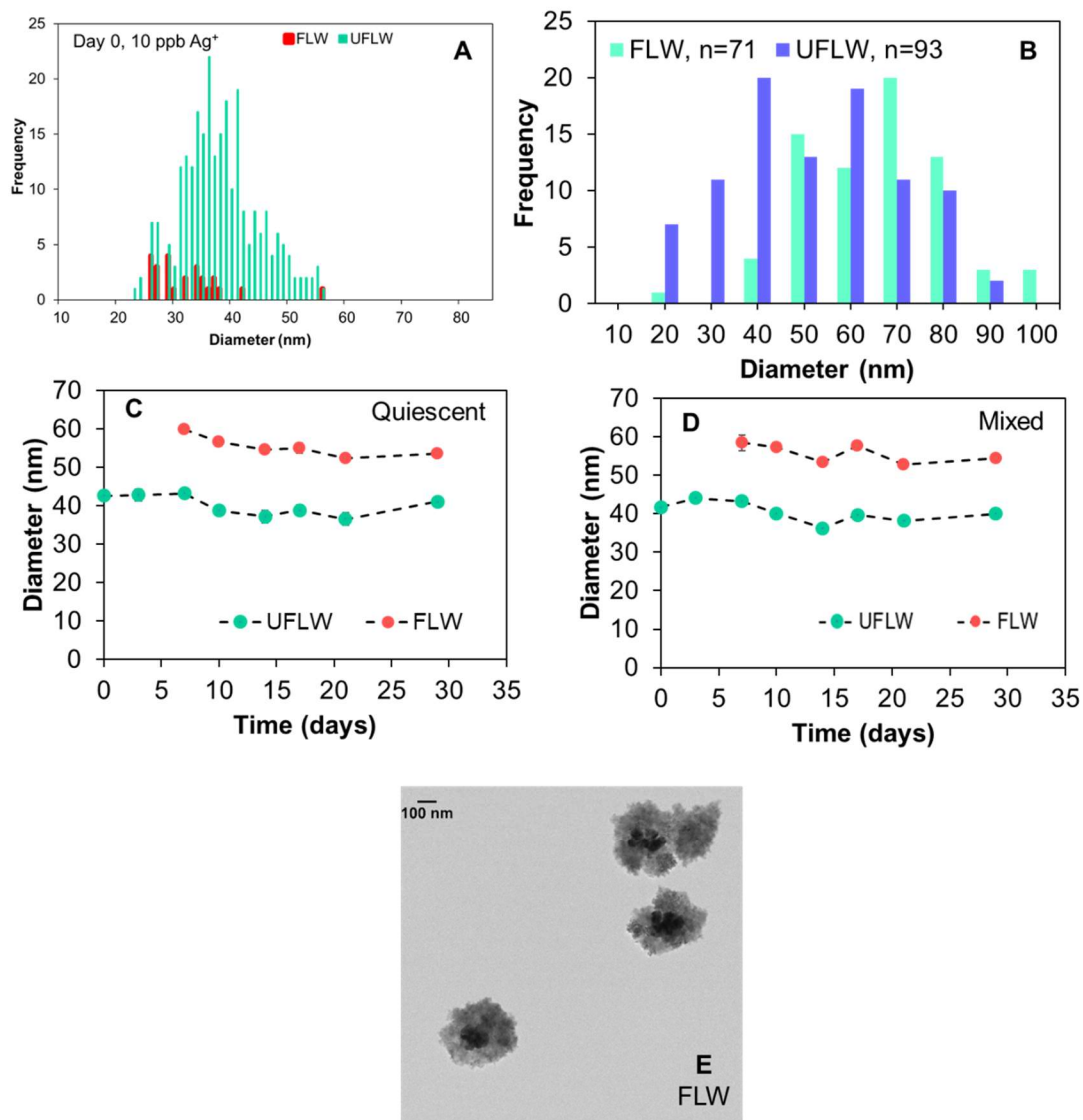 Day 0, 10 ppb Ag⁺
FLW UFLW
A
25
20
15
10
5
0
Frequency
10 20 30 40 50 60 70 80
Diameter (nm)
FLW, n=71 UFLW, n=93
B
25
20
15
10
5
0
Frequency
10 20 30 40 50 60 70 80 90 100
Diameter (nm)
C
Quiescent
70
60
50
40
30
20
10
0
Diameter (nm)
UFLW FLW
0 5 10 15 20 25 30 35
Time (days)
D
Mixed
70
60
50
40
30
20
10
0
Diameter (nm)
UFLW FLW
0 5 10 15 20 25 30 35
Time (days)
100 nm
E
FLW